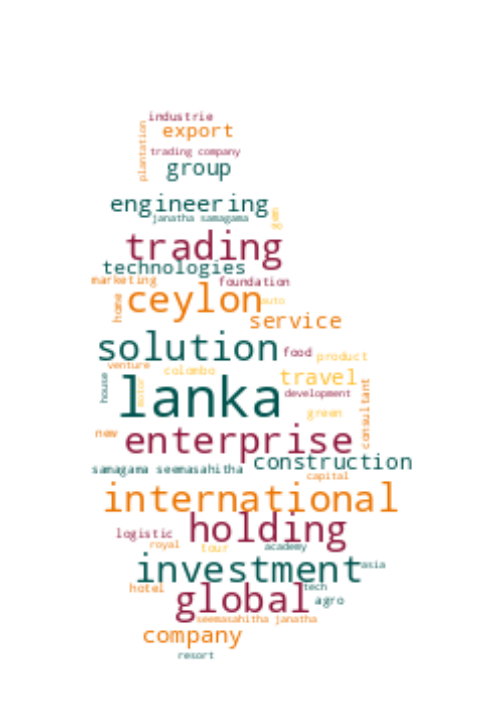 industrie
export
plantation
trading company
group
engineering
janatha samagama
trading
technologies
marketing
foundation
home
ceylon
auto
service
solution
food
product
venture
colombo
travel
house
motor
lanka
development
green
consultant
new
enterprise
construction
samagama seemasahitha
capital
international
holding
logistic
royal
tour
academy
investment
asia
hotel
tech
global
agro
seemasahitha janatha
company
resort